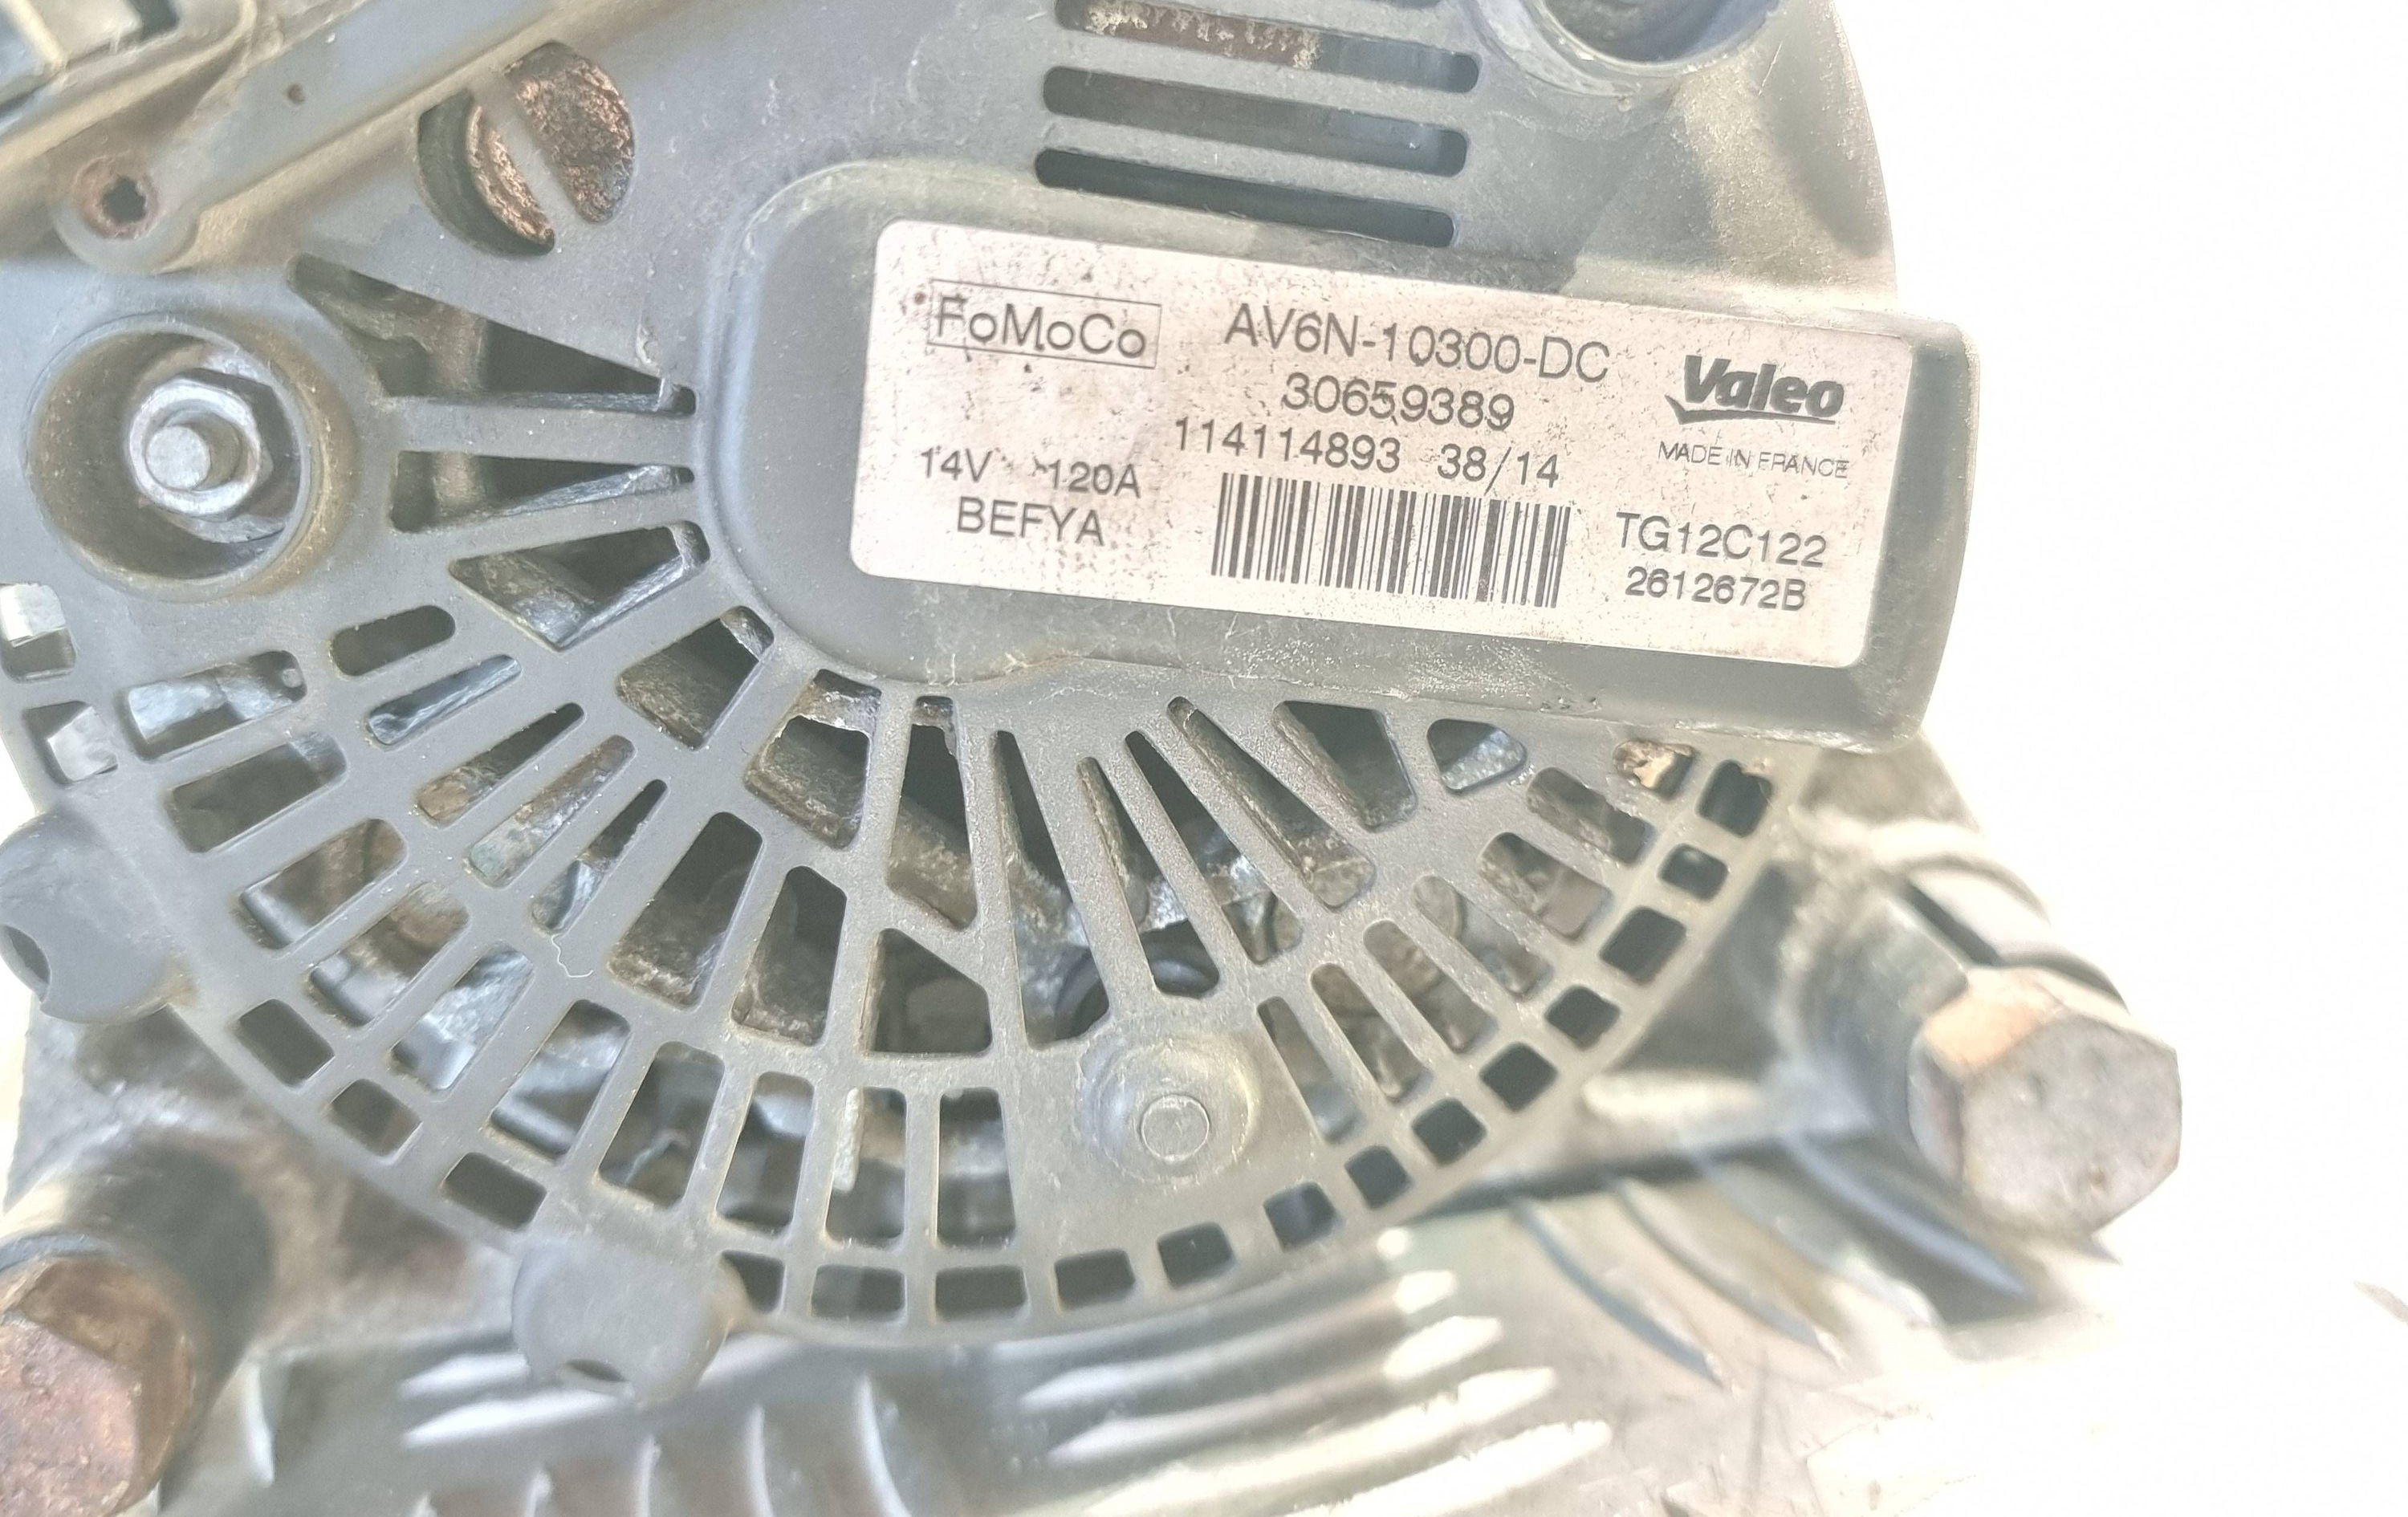 FoMoCo
AV6N-10300-DC
30659389
114114893 38/14
14V 120A
BEFYA
Valeo
MADE IN FRANCE
TG12C122
2612672B